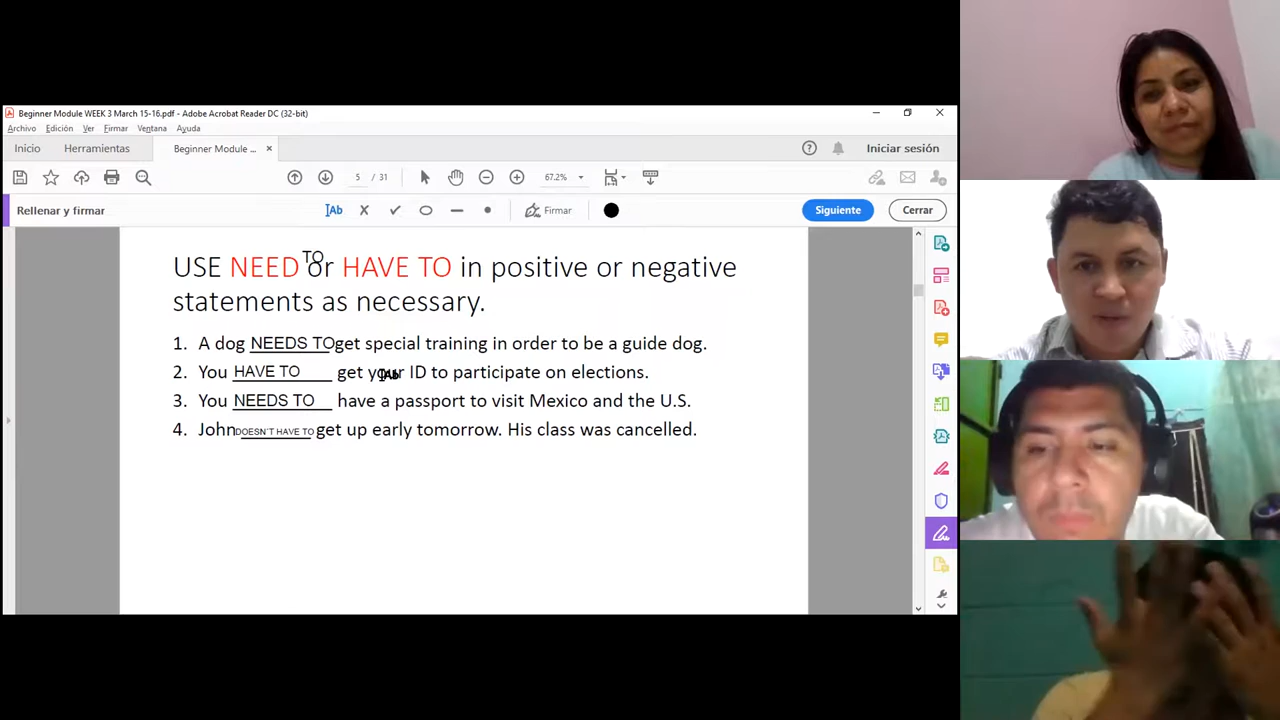 Beginner Module WEEK 3 March 15-16.pdf - Adobe Acrobat Reader DC (32-bit)
Archivo Edición Ver Firmar Ventana Ayuda
Inicio Herramientas Beginner Module ... Iniciar sesión
5 / 31 67.2%
Rellenar y firmar Ab Firmar Siguiente Cerrar
TO
USE NEED or HAVE TO in positive or negative
statements as necessary.
1. A dog NEEDS TO get special training in order to be a guide dog.
2. You HAVE TO get your ID to participate on elections.
3. You NEEDS TO have a passport to visit Mexico and the U.S.
4. John DOESN'T HAVE TO get up early tomorrow. His class was cancelled.